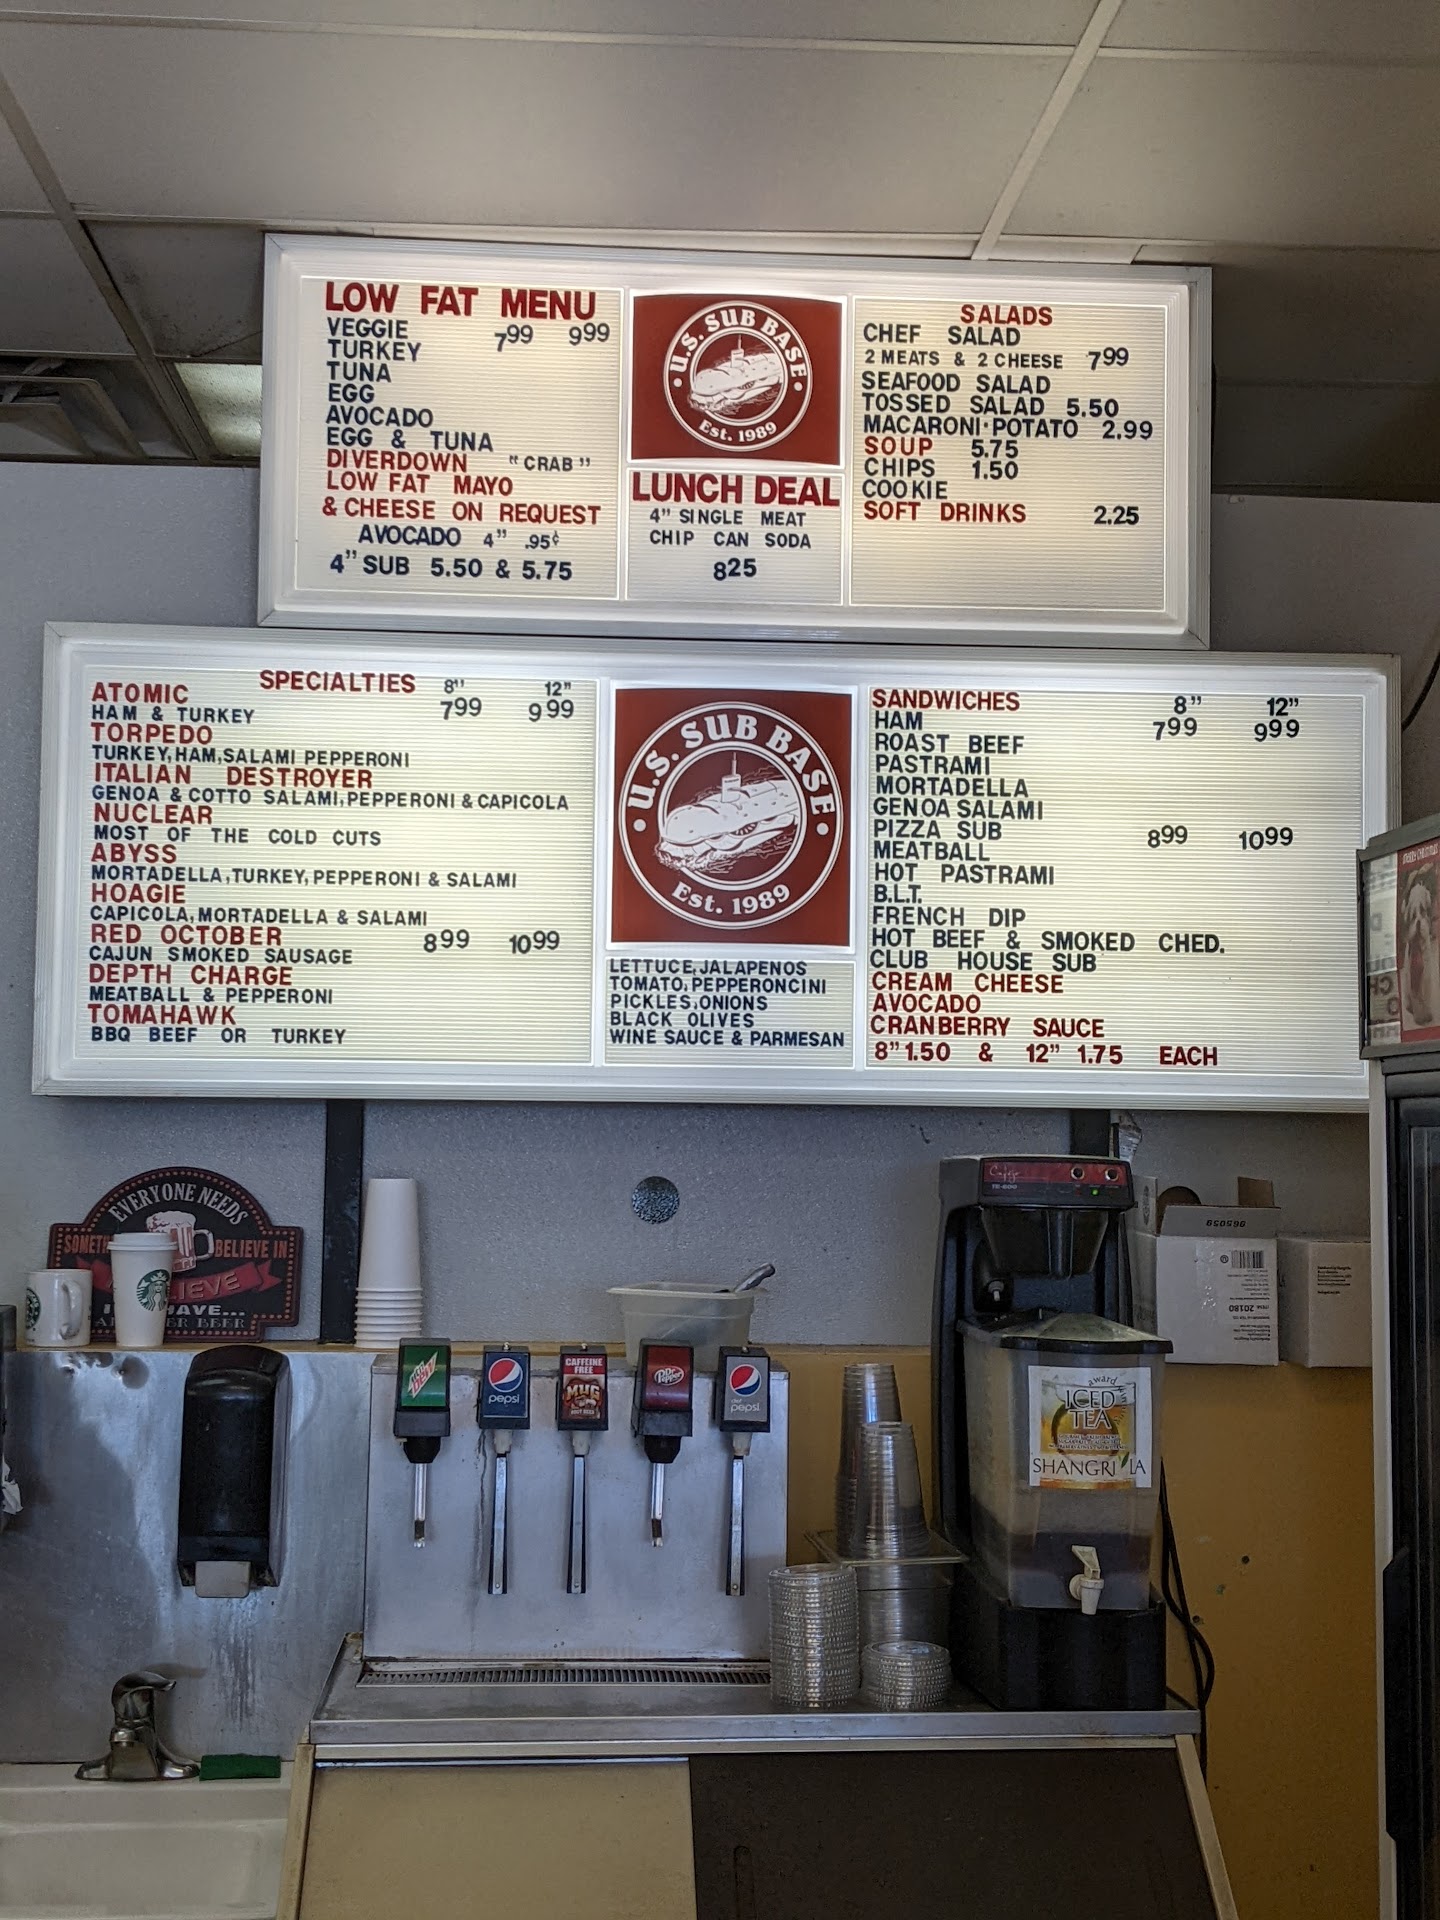 LOW FAT MENU
VEGGIE 7.99 9.99
TURKEY
TUNA
EGG
AVOCADO
EGG & TUNA
DIVERDOWN "CRAB"
LOW FAT MAYO
& CHEESE ON REQUEST
AVOCADO 4" .95¢
4" SUB 5.50 & 5.75
U.S. SUB BASE
Est. 1989
LUNCH DEAL
4" SINGLE MEAT
CHIP CAN SODA
8.25
SALADS
CHEF SALAD
2 MEATS & 2 CHEESE 7.99
SEAFOOD SALAD
TOSSED SALAD 5.50
MACARONI·POTATO 2.99
SOUP 5.75
CHIPS 1.50
COOKIE
SOFT DRINKS 2.25
SPECIALTIES 8" 12"
ATOMIC 7.99 9.99
HAM & TURKEY
TORPEDO
TURKEY, HAM, SALAMI PEPPERONI
ITALIAN DESTROYER
GENOA & COTTO SALAMI, PEPPERONI & CAPICOLA
NUCLEAR
MOST OF THE COLD CUTS
ABYSS
MORTADELLA, TURKEY, PEPPERONI & SALAMI
HOAGIE
CAPICOLA, MORTADELLA & SALAMI
RED OCTOBER 8.99 10.99
CAJUN SMOKED SAUSAGE
DEPTH CHARGE
MEATBALL & PEPPERONI
TOMAHAWK
BBQ BEEF OR TURKEY
U.S. SUB BASE
Est. 1989
LETTUCE, JALAPENOS
TOMATO, PEPPERONCINI
PICKLES, ONIONS
BLACK OLIVES
WINE SAUCE & PARMESAN
SANDWICHES 8" 12"
HAM 7.99 9.99
ROAST BEEF
PASTRAMI
MORTADELLA
GENOA SALAMI
PIZZA SUB 8.99 10.99
MEATBALL
HOT PASTRAMI
B.L.T.
FRENCH DIP
HOT BEEF & SMOKED CHED.
CLUB HOUSE SUB
CREAM CHEESE
AVOCADO
CRANBERRY SAUCE
8" 1.50 & 12" 1.75 EACH
EVERYONE NEEDS
BELIEVE IN
HAVE...
BEER
MUG
CAFFEINE FREE
pepsi
Dr Pepper
diet pepsi
Mtn Dew
965059
20180
award
ICED
TEA
SHANGRI LA